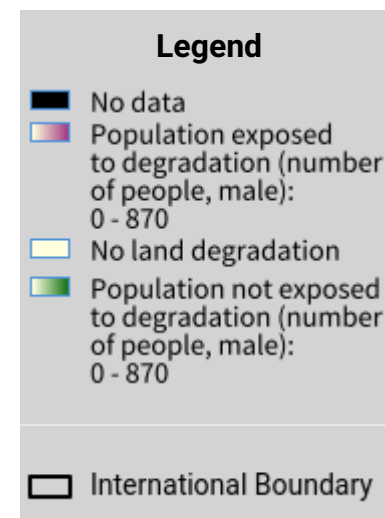 Legend
No data
Population exposed
to degradation (number
of people, male):
0 - 870
No land degradation
Population not exposed
to degradation (number
of people, male):
0 - 870
International Boundary